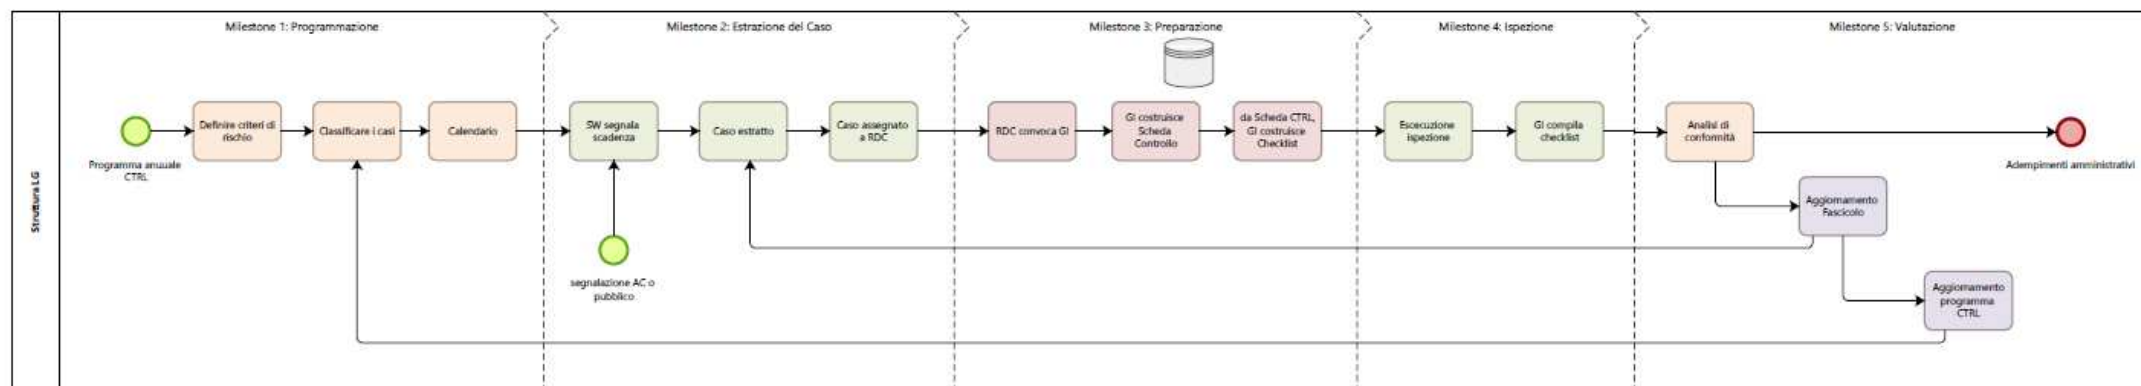 Milestone 1: Programmazione
Milestone 2: Estrazione del Caso
Milestone 3: Preparazione
Milestone 4: Ispezione
Milestone 5: Valutazione
Struttura LG
Programma anuuale
CTRL
Definire criteri di
rischio
Classificare i casi
Calendario
SW segnala
scadenza
Caso estratto
Caso assegnato
a RDC
RDC convoca GI
GI costruisce
Scheda
Controllo
da Scheda CTRL,
GI costruisce
Checklist
Escecuzione
ispezione
GI compila
checklist
Analisi di
conformità
Adempimenti amministrativi
Aggiornamento
Fascicolo
segnalazione AC o
pubblico
Aggiornamento
programma
CTRL